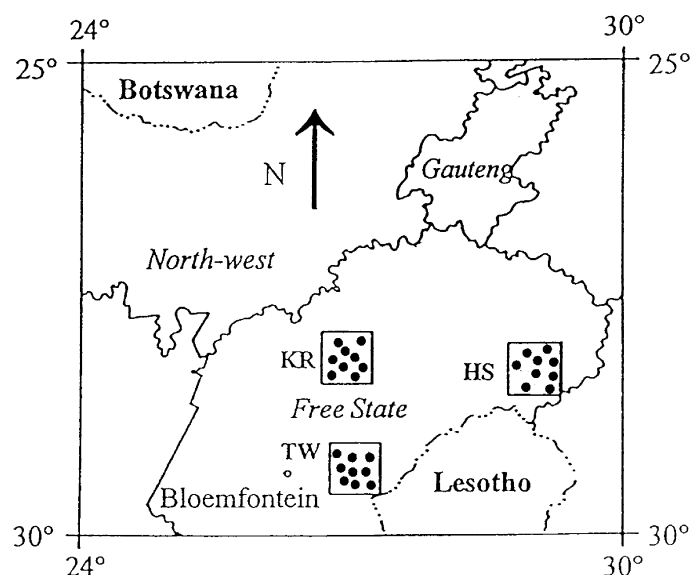 24° 30°
25° 25°
Botswana
N
Gauteng
North-west
KR
HS
Free State
TW
Lesotho
Bloemfontein
30° 30°
24° 30°